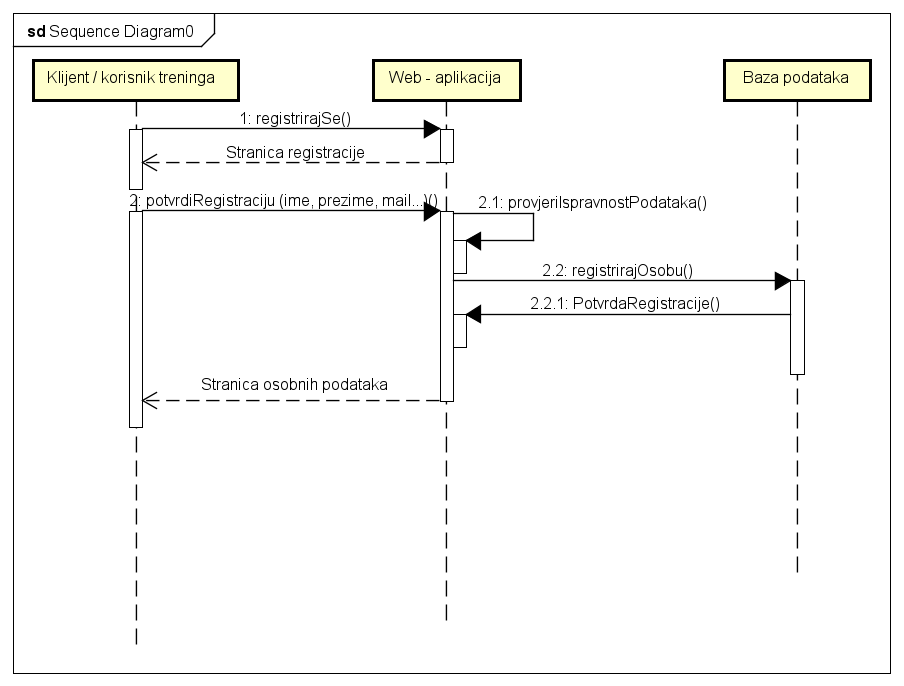 sd Sequence Diagram0
Klijent / korisnik treninga
Web - aplikacija
Baza podataka
1: registrirajSe()
Stranica registracije
2: potvrdiRegistraciju (ime, prezime, mail...)()
2.1: provjeriIspravnostPodataka()
2.2: registrirajOsobu()
2.2.1: PotvrdaRegistracije()
Stranica osobnih podataka